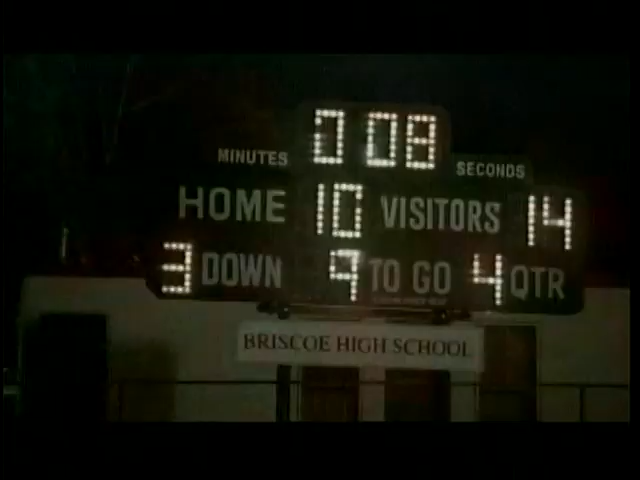 MINUTES 0 08 SECONDS
HOME 10 VISITORS 14
3 DOWN 9 TO GO 4 QTR
BRISCOE HIGH SCHOOL